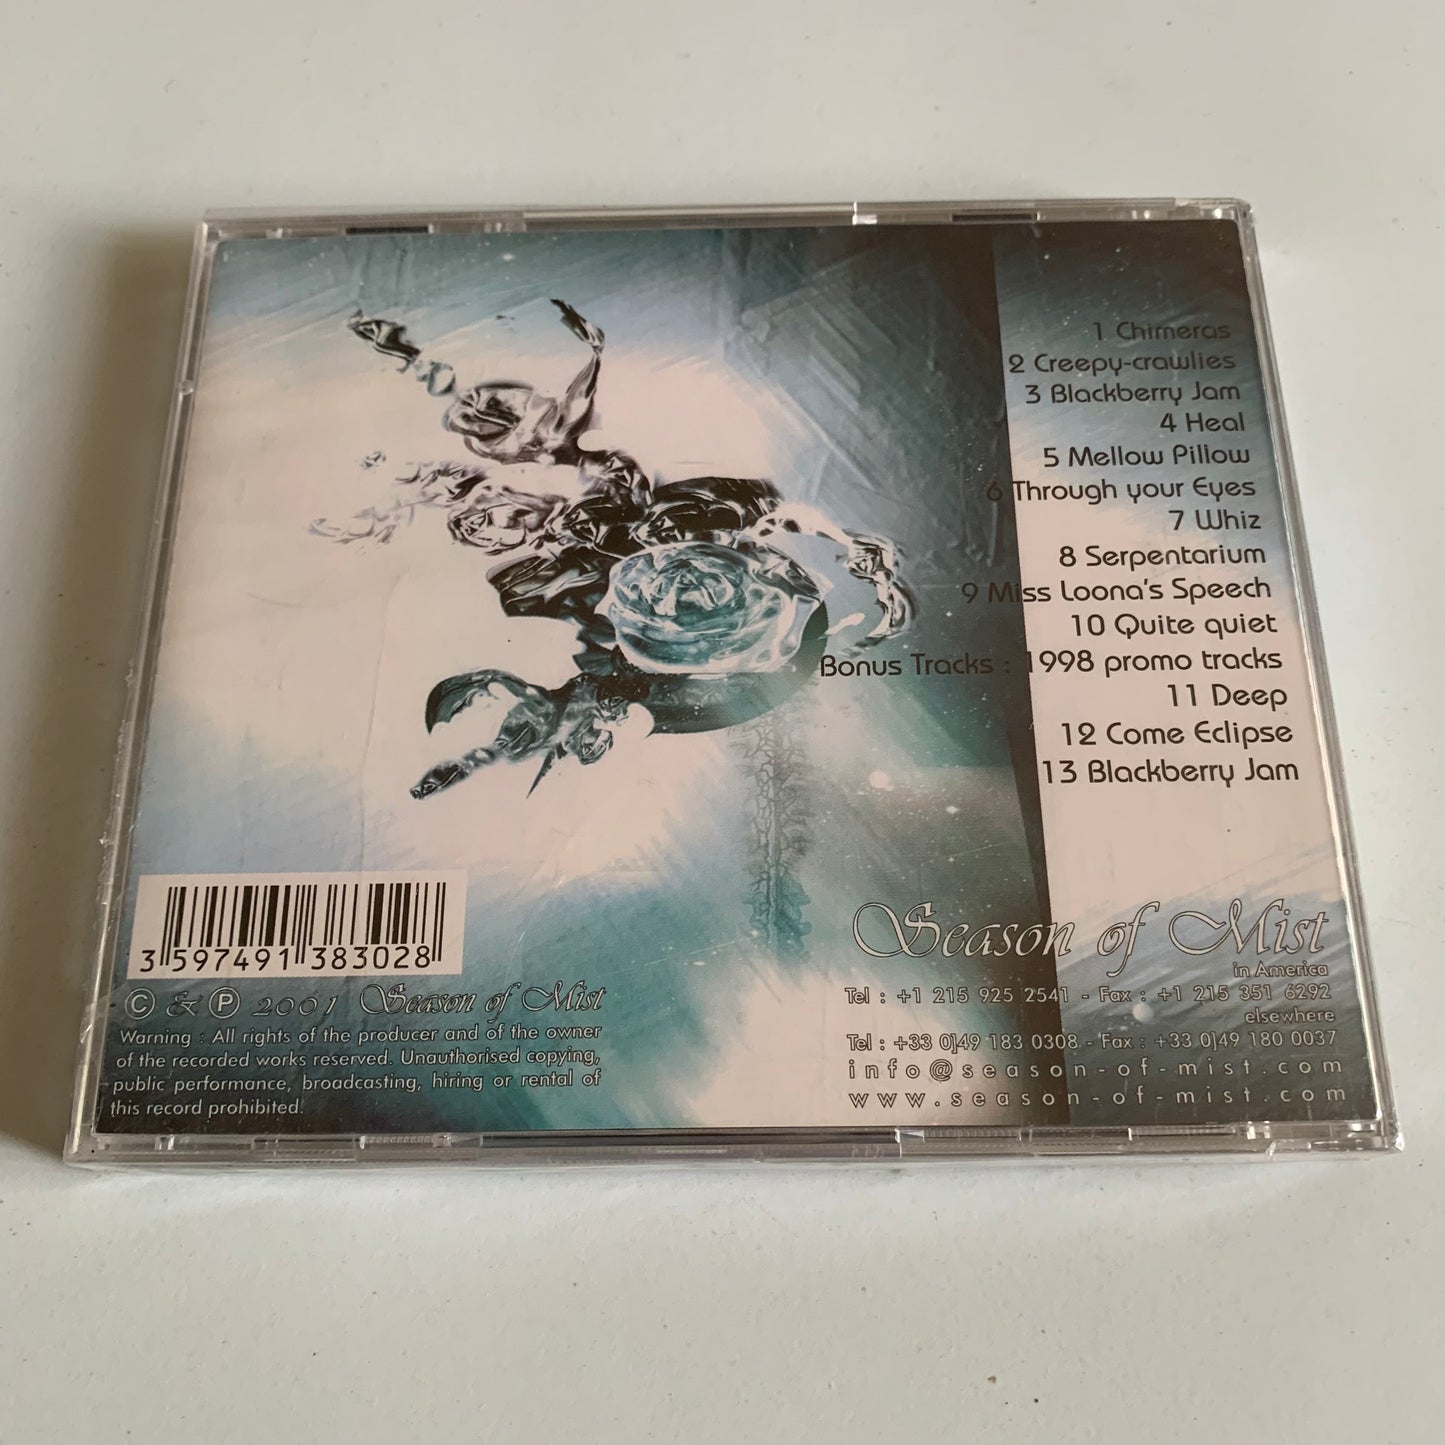 1 Chimeras
2 Creepy-crawlies
3 Blackberry Jam
4 Heal
5 Mellow Pillow
6 Through your Eyes
7 Whiz
8 Serpentarium
9 Miss Loona's Speech
10 Quite quiet
Bonus Tracks : 1998 promo tracks
11 Deep
12 Come Eclipse
13 Blackberry Jam
3 597491 383028
© & ℗ 2001 Season of Mist
Warning : All rights of the producer and of the owner
of the recorded works reserved. Unauthorised copying,
public performance, broadcasting, hiring or rental of
this record prohibited.
Season of Mist
in America
Tel : +1 215 925 2541 - Fax : +1 215 351 6292
elsewhere
Tel : +33 0)49 183 0308 - Fax : +33 0)49 180 0037
info@season-of-mist.com
www.season-of-mist.com